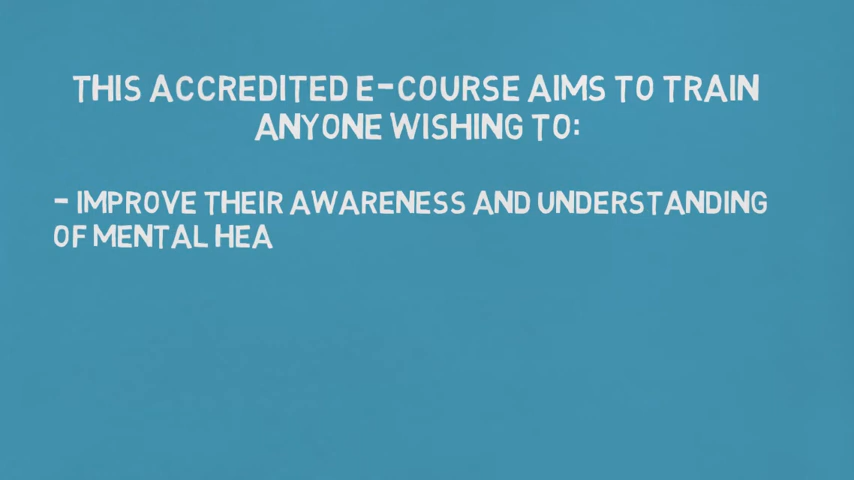 THIS ACCREDITED E-COURSE AIMS TO TRAIN
ANYONE WISHING TO:
- IMPROVE THEIR AWARENESS AND UNDERSTANDING
OF MENTAL HEA